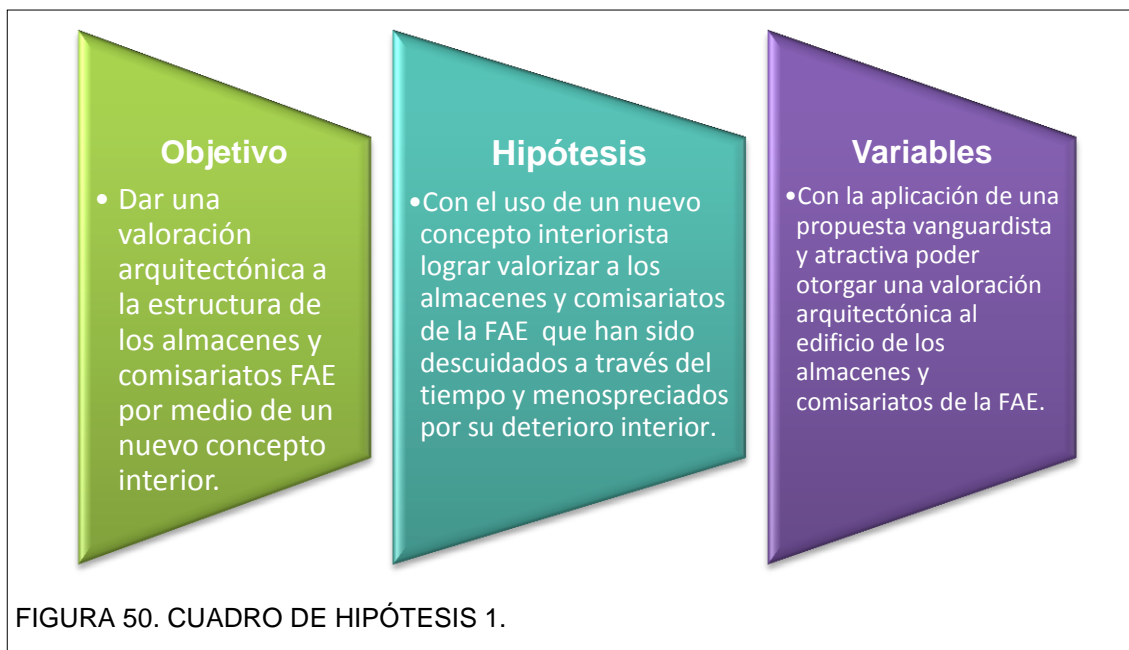 Objetivo
• Dar una
valoración
arquitectónica a
la estructura de
los almacenes y
comisariatos FAE
por medio de un
nuevo concepto
interior.
Hipótesis
•Con el uso de un nuevo
concepto interiorista
lograr valorizar a los
almacenes y comisariatos
de la FAE que han sido
descuidados a través del
tiempo y menospreciados
por su deterioro interior.
Variables
•Con la aplicación de una
propuesta vanguardista
y atractiva poder
otorgar una valoración
arquitectónica al
edificio de los
almacenes y
comisariatos de la FAE.
FIGURA 50. CUADRO DE HIPÓTESIS 1.